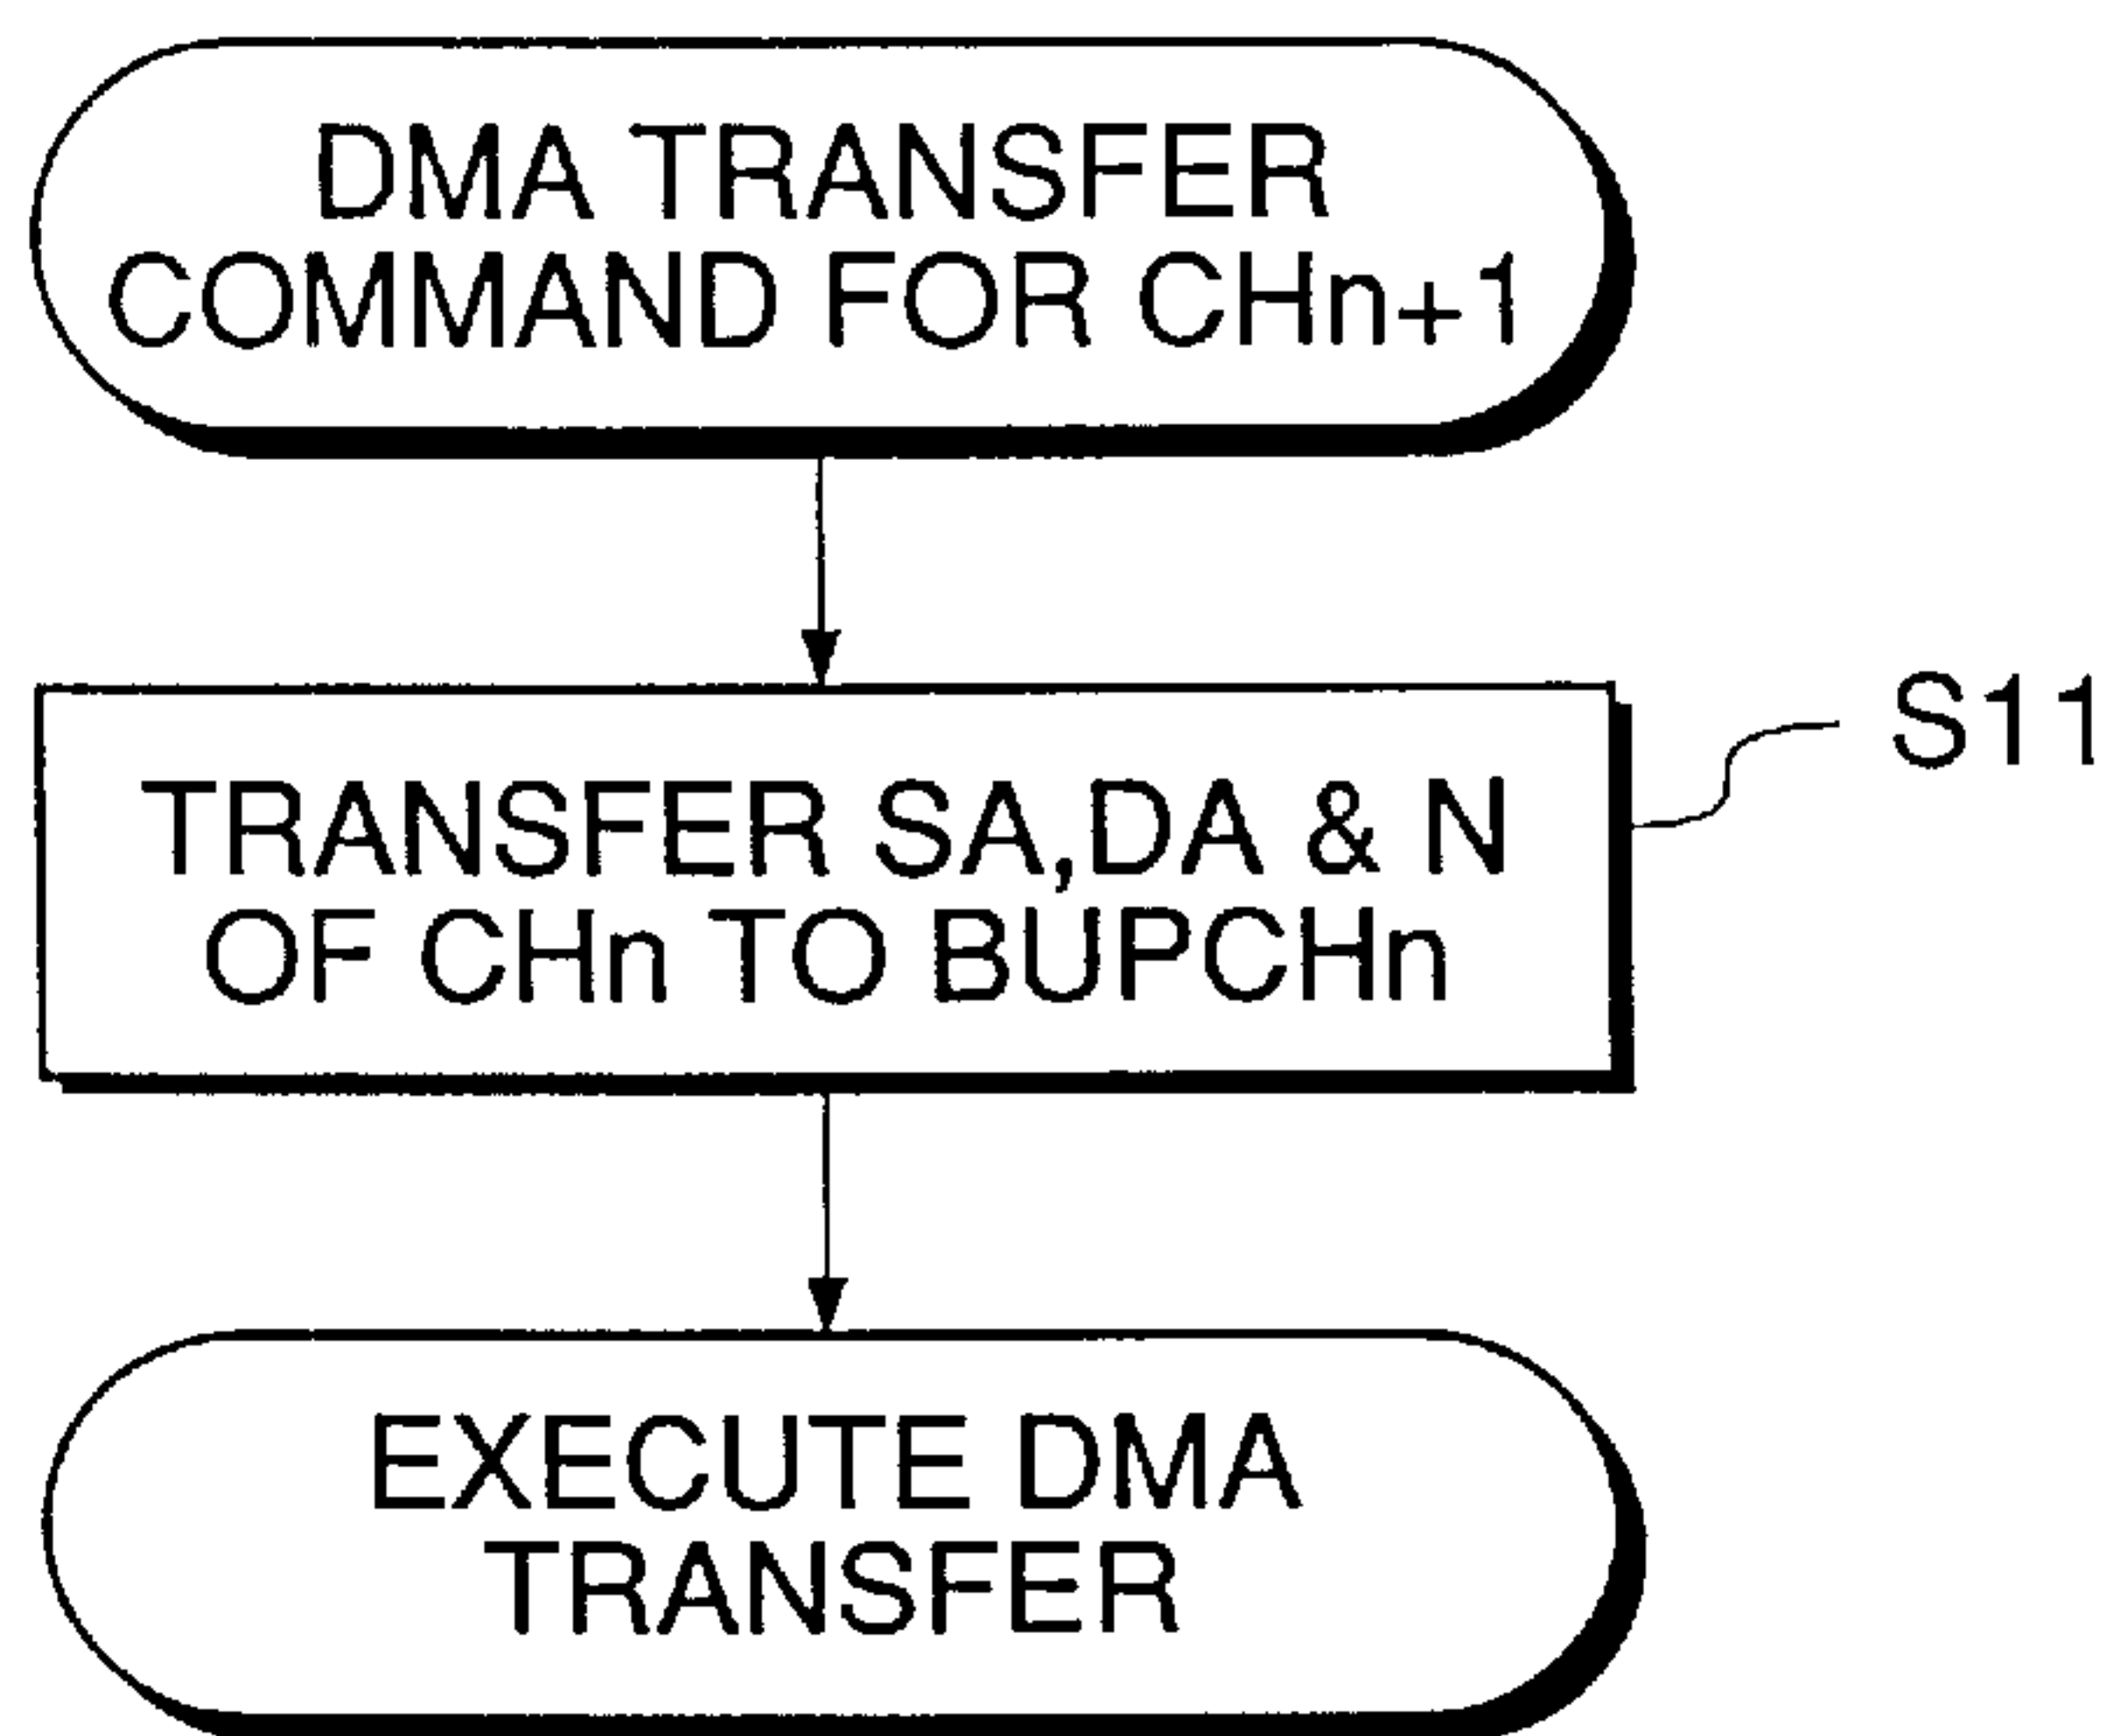 DMA TRANSFER
COMMAND FOR CHn+1
S11
TRANSFER SA,DA & N
OF CHn TO BUPCHn
EXECUTE DMA
TRANSFER